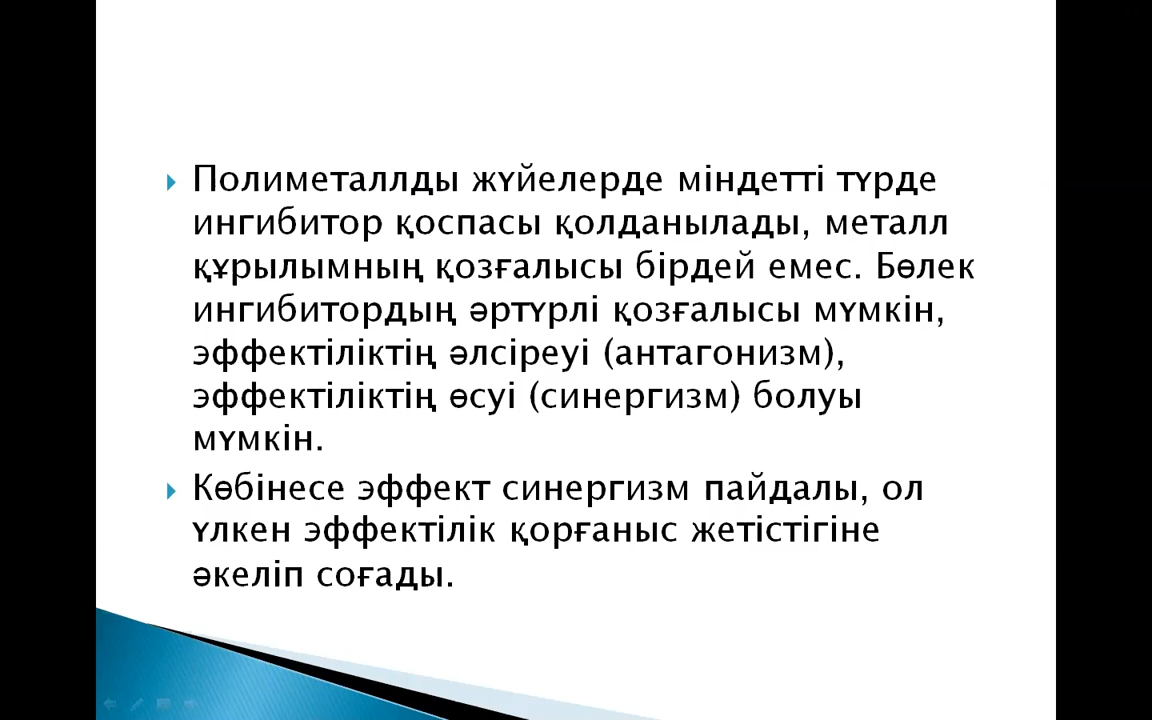 Полиметаллды жүйелерде міндетті түрде
ингибитор қоспасы қолданылады, металл
құрылымның қозғалысы бірдей емес. Бөлек
ингибитордың әртүрлі қозғалысы мүмкін,
эффектіліктің әлсіреуі (антагонизм),
эффектіліктің өсуі (синергизм) болуы
мүмкін.
Көбінесе эффект синергизм пайдалы, ол
үлкен эффектілік қорғаныс жетістігіне
әкеліп соғады.